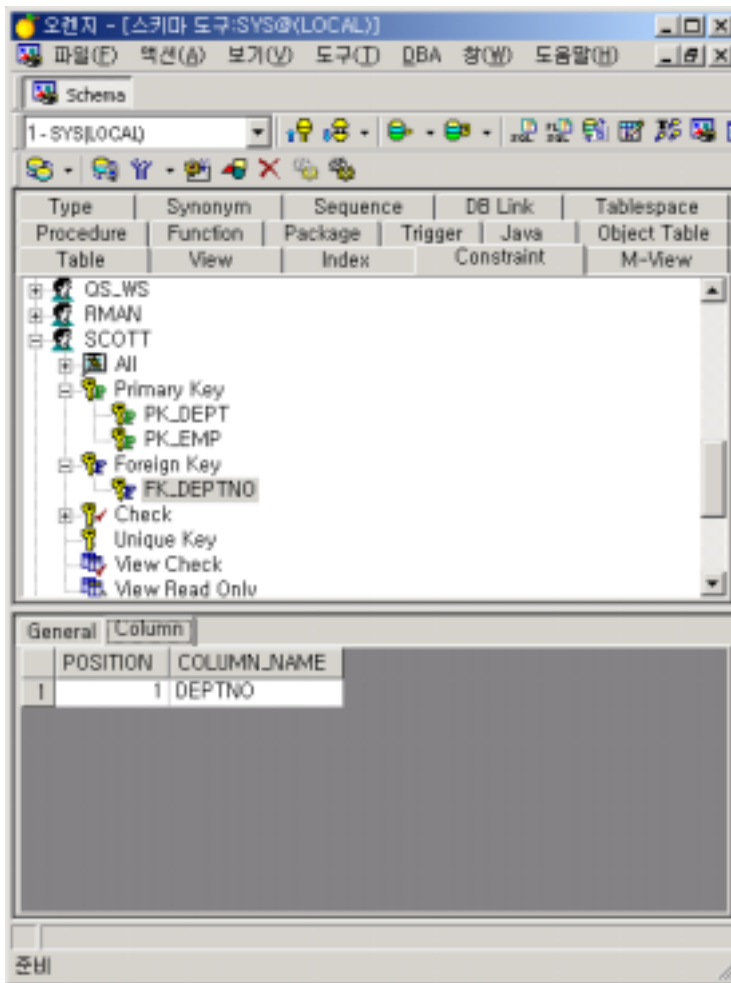 오렌지 - [스키마 도구:SYS@(LOCAL)]
파일(F) 액션(A) 보기(V) 도구(T) DBA 창(W) 도움말(H)
Schema
1 - SYS(LOCAL)
Type Synonym Sequence DB Link Tablespace
Procedure Function Package Trigger Java Object Table
Table View Index Constraint M-View
QS_WS
RMAN
SCOTT
All
Primary Key
PK_DEPT
PK_EMP
Foreign Key
FK_DEPTNO
Check
Unique Key
View Check
View Read Only
General Column
POSITION COLUMN_NAME
1 1 DEPTNO
준비